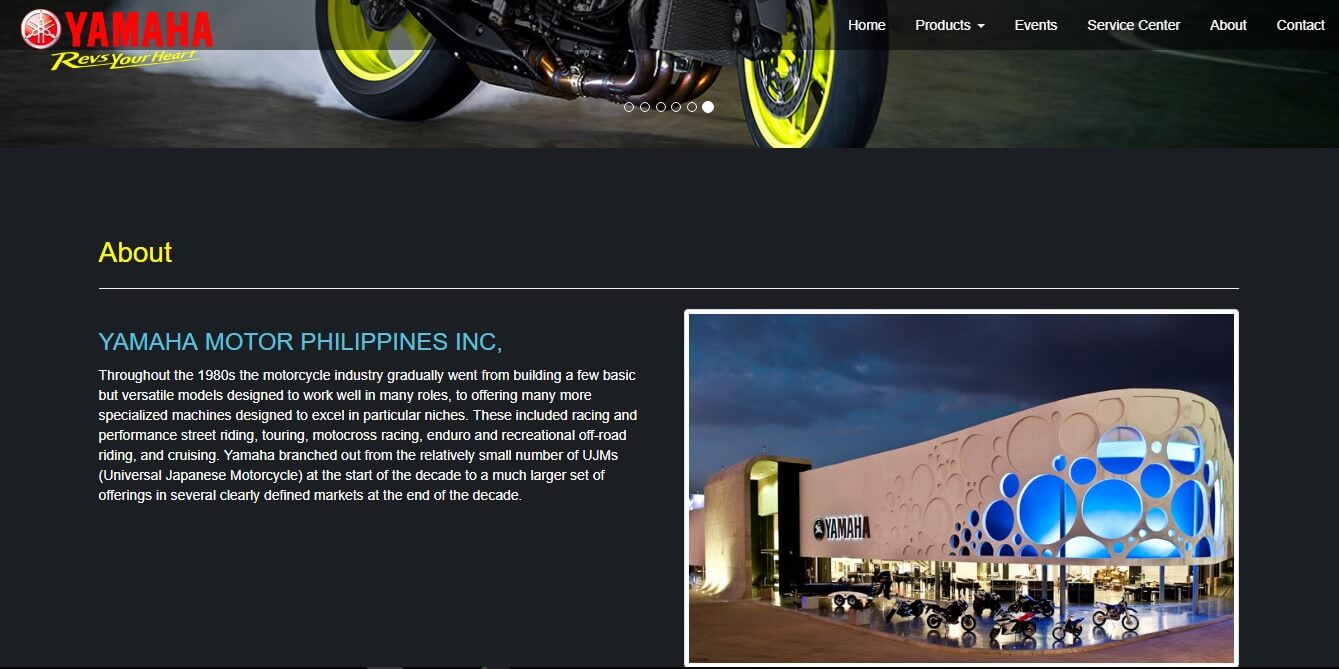 YAMAHA
Revs Your Heart
Home Products Events Service Center About Contact
About
YAMAHA MOTOR PHILIPPINES INC,
Throughout the 1980s the motorcycle industry gradually went from building a few basic
but versatile models designed to work well in many roles, to offering many more
specialized machines designed to excel in particular niches. These included racing and
performance street riding, touring, motocross racing, enduro and recreational off-road
riding, and cruising. Yamaha branched out from the relatively small number of UJMs
(Universal Japanese Motorcycle) at the start of the decade to a much larger set of
offerings in several clearly defined markets at the end of the decade.
YAMAHA